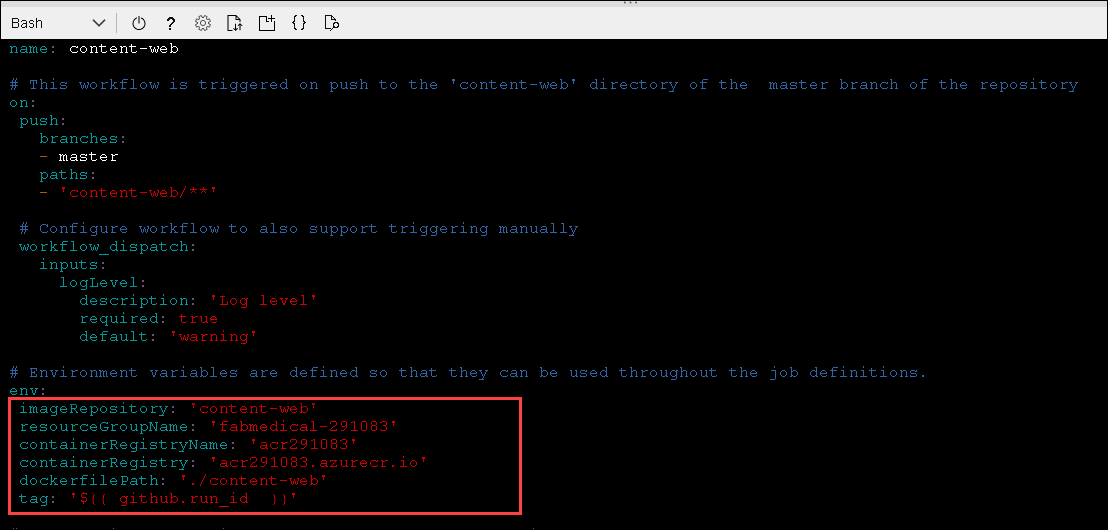 Bash
?
{}
name: content-web
# This workflow is triggered on push to the 'content-web' directory of the  master branch of the repository
on:
 push:
   branches:
   - master
   paths:
   - 'content-web/**'
 # Configure workflow to also support triggering manually
 workflow_dispatch:
   inputs:
     logLevel:
       description: 'Log level'
       required: true
       default: 'warning'
# Environment variables are defined so that they can be used throughout the job definitions.
env:
 imageRepository: 'content-web'
 resourceGroupName: 'fabmedical-291083'
 containerRegistryName: 'acr291083'
 containerRegistry: 'acr291083.azurecr.io'
 dockerfilePath: './content-web'
 tag: '${{ github.run_id  }}'